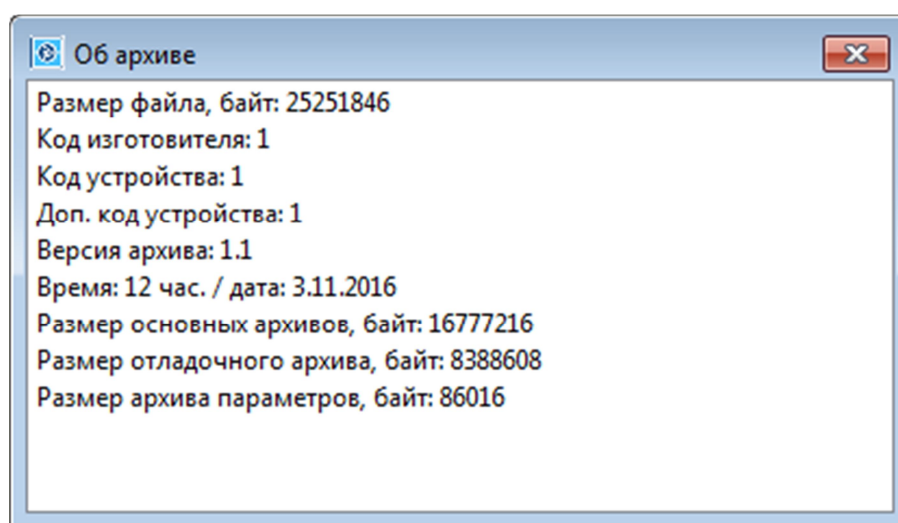 Об архиве
Размер файла, байт: 25251846
Код изготовителя: 1
Код устройства: 1
Доп. код устройства: 1
Версия архива: 1.1
Время: 12 час. / дата: 3.11.2016
Размер основных архивов, байт: 16777216
Размер отладочного архива, байт: 8388608
Размер архива параметров, байт: 86016